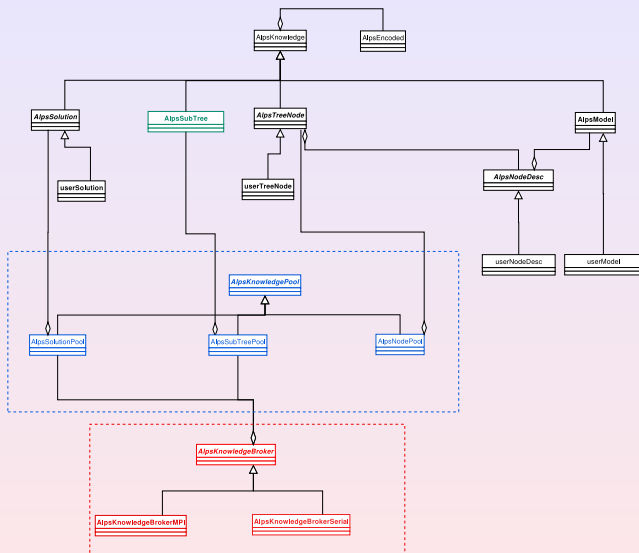 AlpsKnowledge
AlpsEncoded
AlpsSolution
AlpsSubTree
AlpsTreeNode
AlpsModel
userSolution
userTreeNode
AlpsNodeDesc
userNodeDesc
userModel
AlpsKnowledgePool
AlpsSolutionPool
AlpsSubTreePool
AlpsNodePool
AlpsKnowledgeBroker
AlpsKnowledgeBrokerMPI
AlpsKnowledgeBrokerSerial